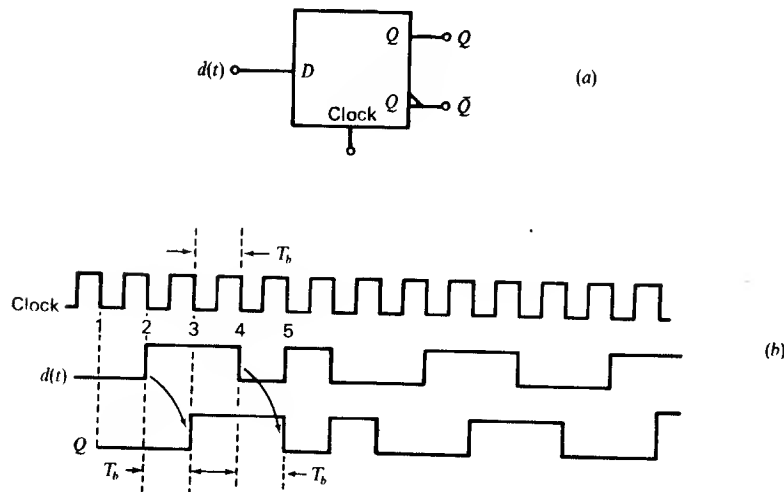 Q Q
d(t) D (a)
Q Q̄
Clock
T_b
Clock
1 2 3 4 5
(b)
d(t)
Q
T_b T_b